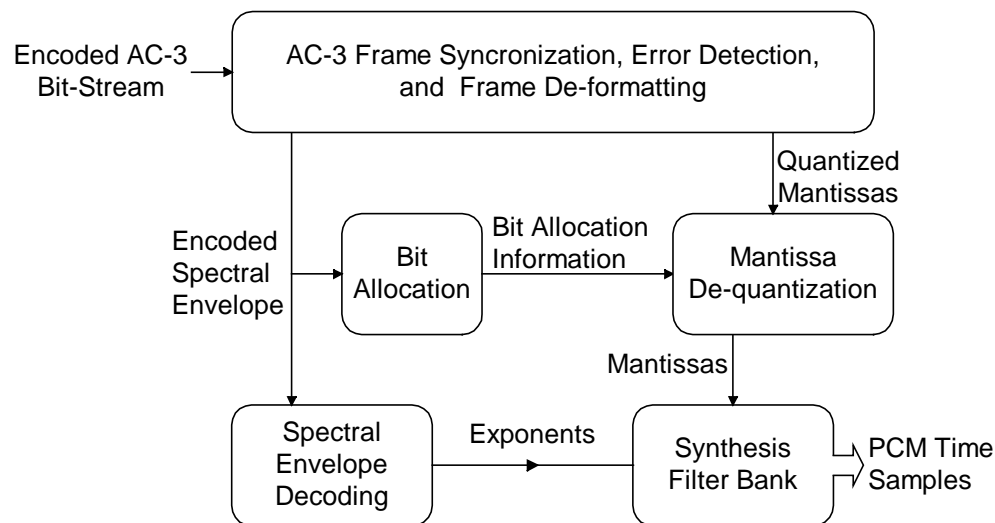 Encoded AC-3
Bit-Stream
AC-3 Frame Syncronization, Error Detection,
and Frame De-formatting
Quantized
Mantissas
Encoded
Spectral
Envelope
Bit
Allocation
Bit Allocation
Information
Mantissa
De-quantization
Mantissas
Spectral
Envelope
Decoding
Exponents
Synthesis
Filter Bank
PCM Time
Samples